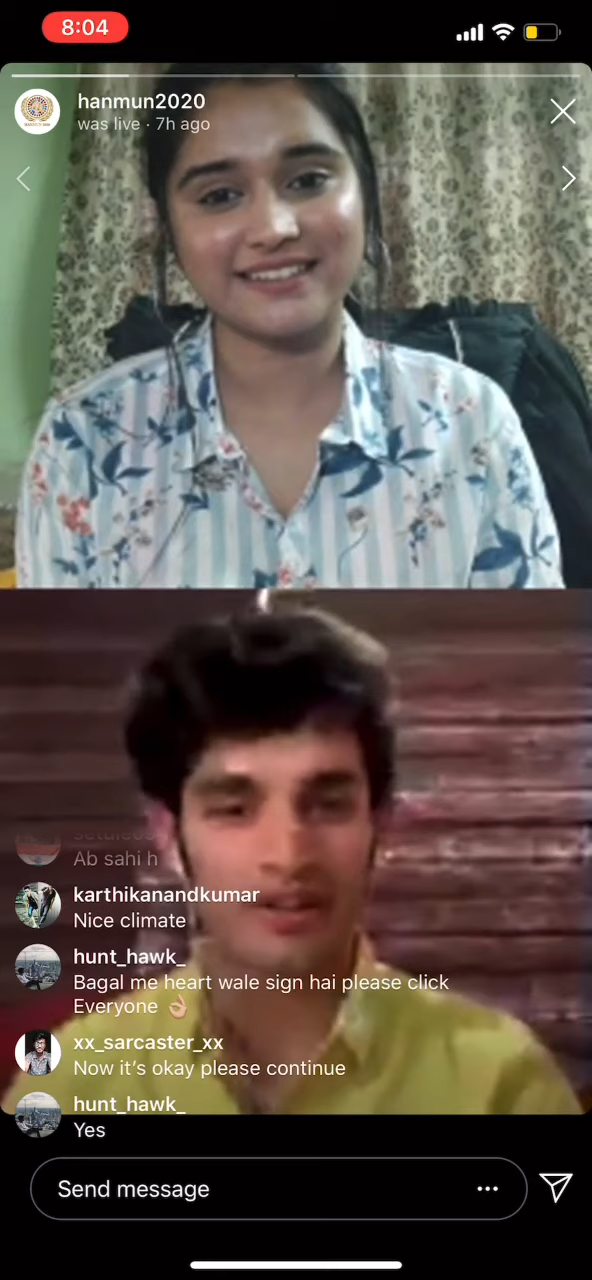 8:04
hanmun2020
was live · 7h ago
Ab sahi h
karthikanandkumar
Nice climate
hunt_hawk_
Bagal me heart wale sign hai please click
Everyone 👌🏼
xx_sarcaster_xx
Now it's okay please continue
hunt_hawk_
Yes
Send message